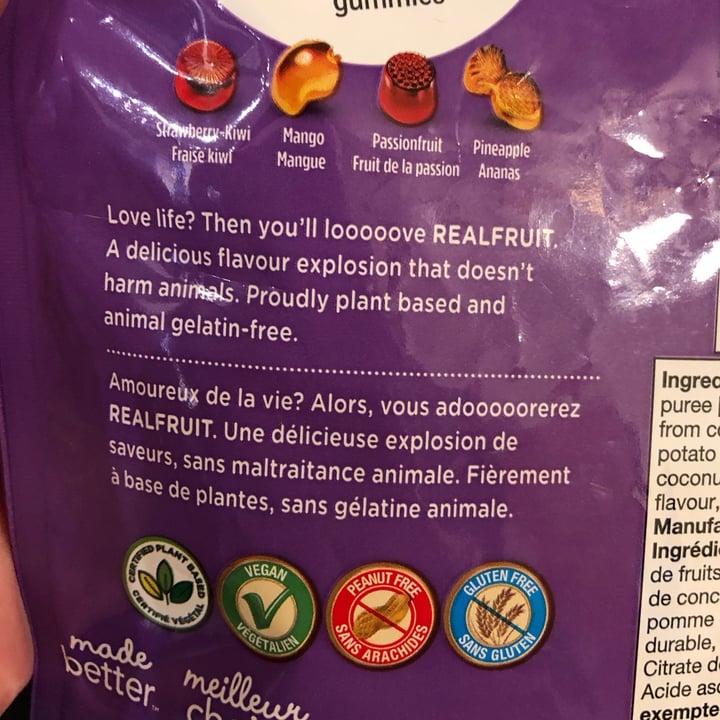 gummies
Strawberry-Kiwi
Fraise kiwi
Mango
Mangue
Passionfruit
Fruit de la passion
Pineapple
Ananas
Love life? Then you'll looooove REALFRUIT.
A delicious flavour explosion that doesn't
harm animals. Proudly plant based and
animal gelatin-free.
Amoureux de la vie? Alors, vous adoooooorerez
REALFRUIT. Une délicieuse explosion de
saveurs, sans maltraitance animale. Fièrement
à base de plantes, sans gélatine animale.
CERTIFIED PLANT BASED
CERTIFIÉ VÉGÉTAL
VEGAN
VÉGÉTALIEN
PEANUT FREE
SANS ARACHIDES
GLUTEN FREE
SANS GLUTEN
made
better
meilleur
Ingred
puree
from co
potato
coconu
flavour,
Manufa
Ingrédie
de fruits
de conc
pomme
durable,
Citrate d
Acide asc
exempte